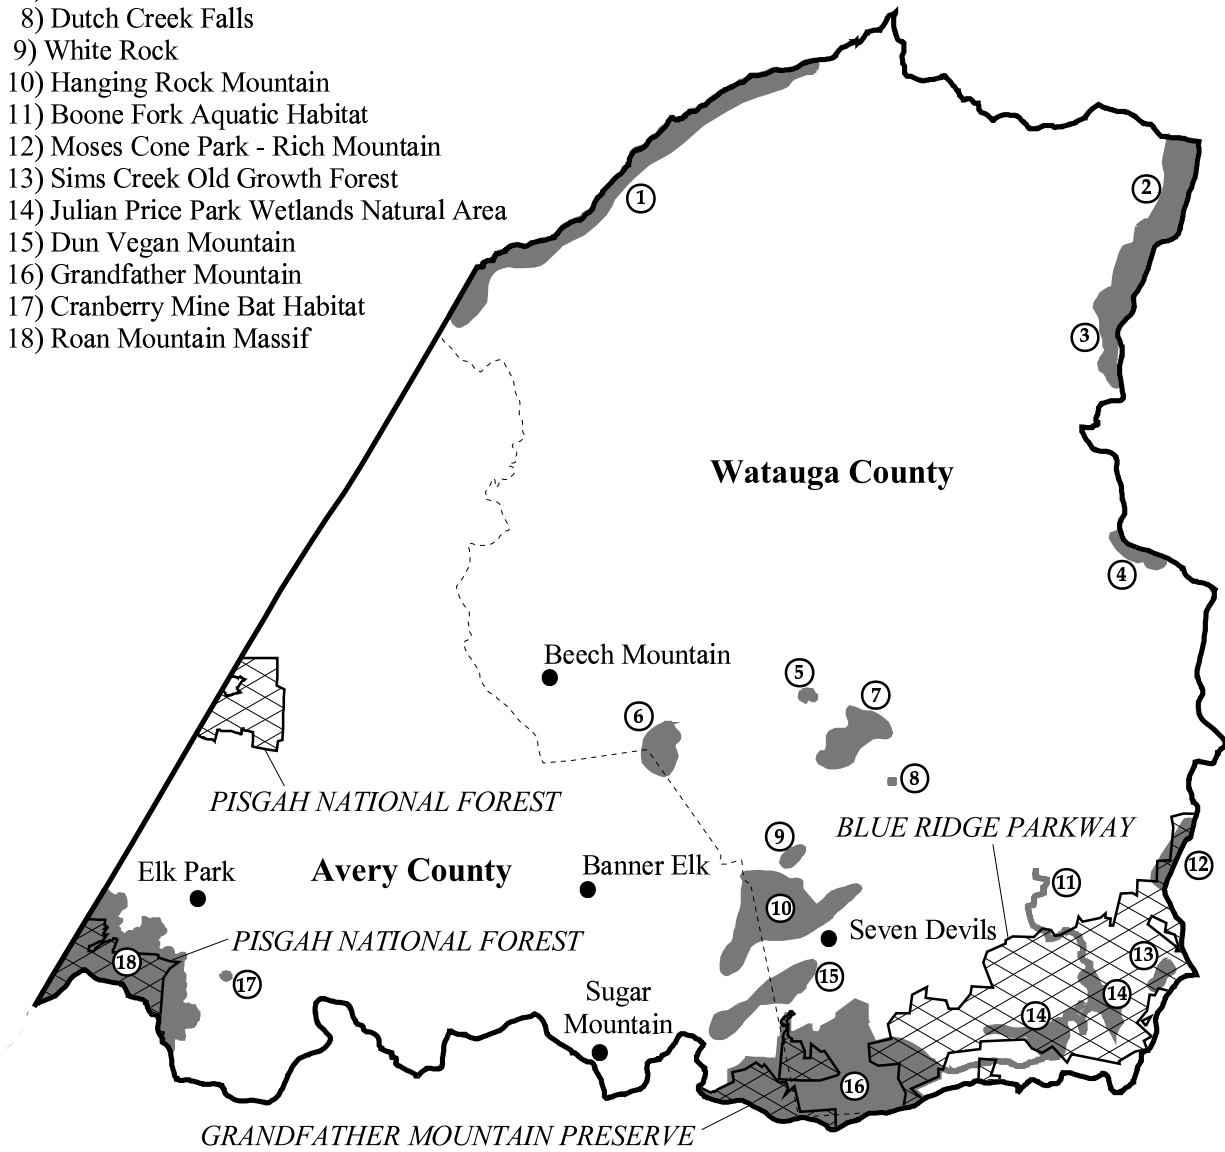 8) Dutch Creek Falls
9) White Rock
10) Hanging Rock Mountain
11) Boone Fork Aquatic Habitat
12) Moses Cone Park - Rich Mountain
13) Sims Creek Old Growth Forest
14) Julian Price Park Wetlands Natural Area
15) Dun Vegan Mountain
16) Grandfather Mountain
17) Cranberry Mine Bat Habitat
18) Roan Mountain Massif
1
2
3
Watauga County
4
Beech Mountain
5
6
7
8
PISGAH NATIONAL FOREST
BLUE RIDGE PARKWAY
9
Elk Park
Avery County
Banner Elk
12
11
10
Seven Devils
PISGAH NATIONAL FOREST
18
17
13
15
14
14
Sugar
Mountain
16
GRANDFATHER MOUNTAIN PRESERVE